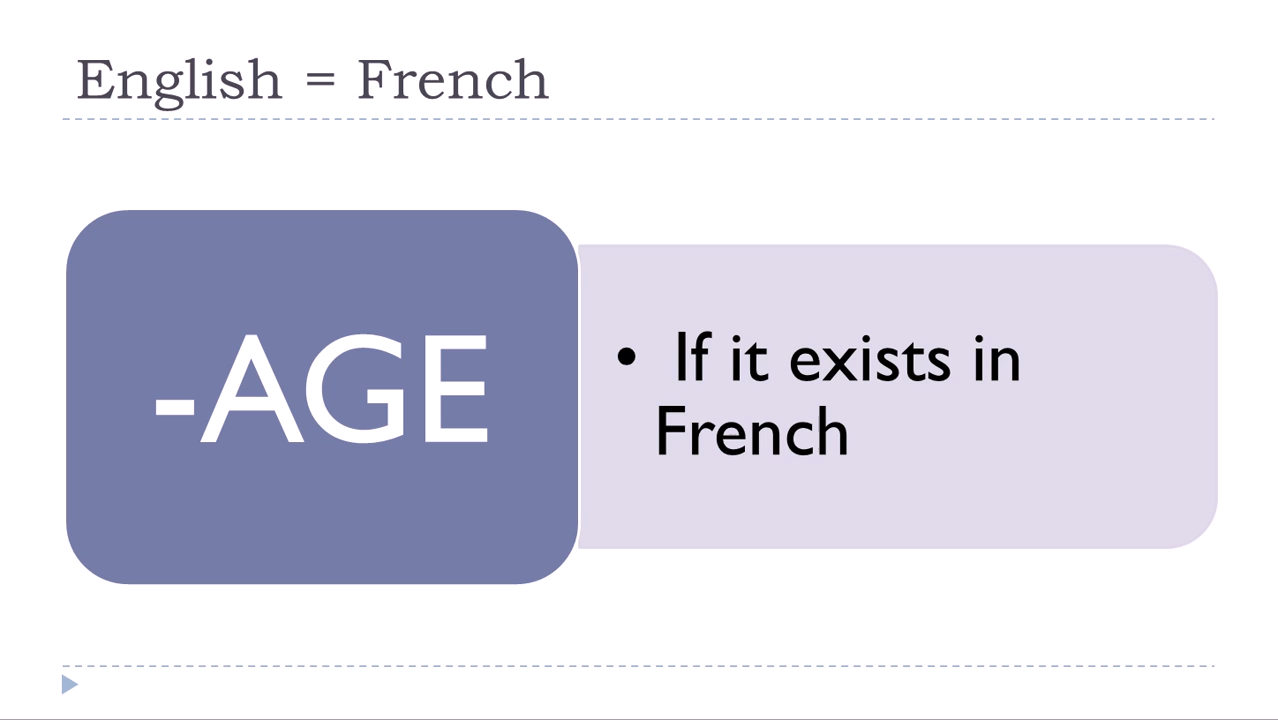 English = French
-AGE
• If it exists in
French